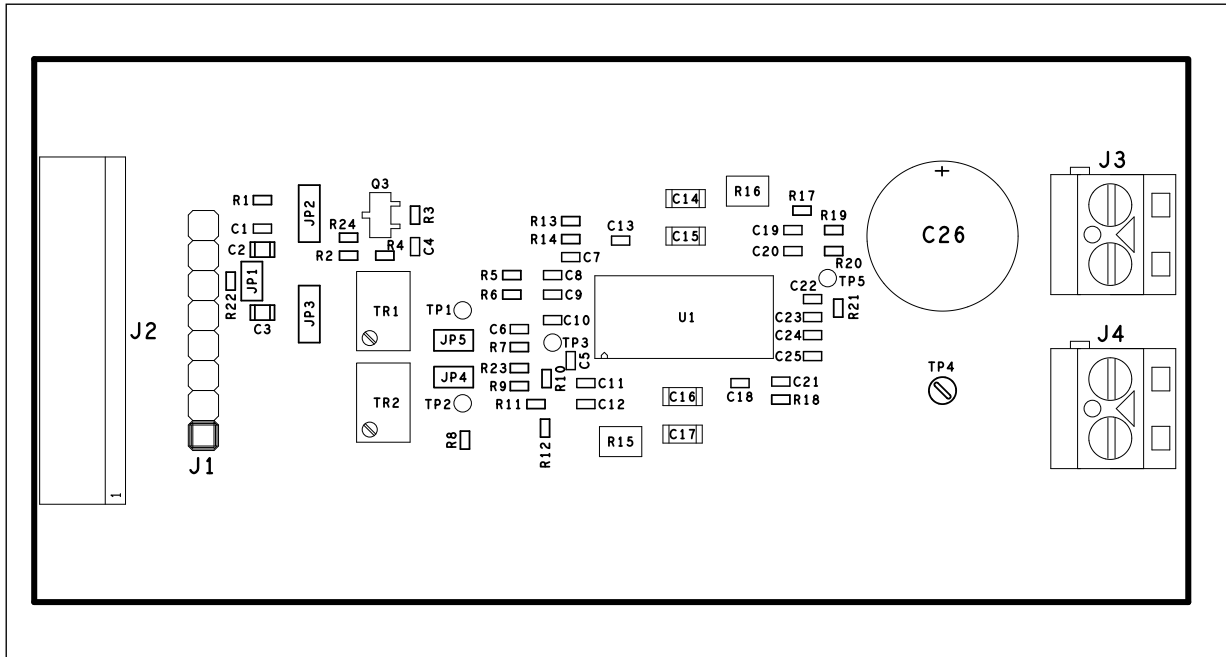 J3
Q3
R1
JP2
R3
C14
R16
R17
R24
R13
C13
C19
R19
C1
R14
C15
C26
C2
R2
R4
C4
C7
C20
R20
R22
JP1
R5
C8
TP5
R6
C9
C22
R21
C3
JP3
TR1
TP1
C10
U1
C23
J2
C6
JP5
R7
TP3
C24
J4
C5
C25
R23
JP4
R10
TP4
R9
C11
C18
C21
TR2
TP2
R11
C12
C16
R18
R8
R12
R15
C17
J1
1